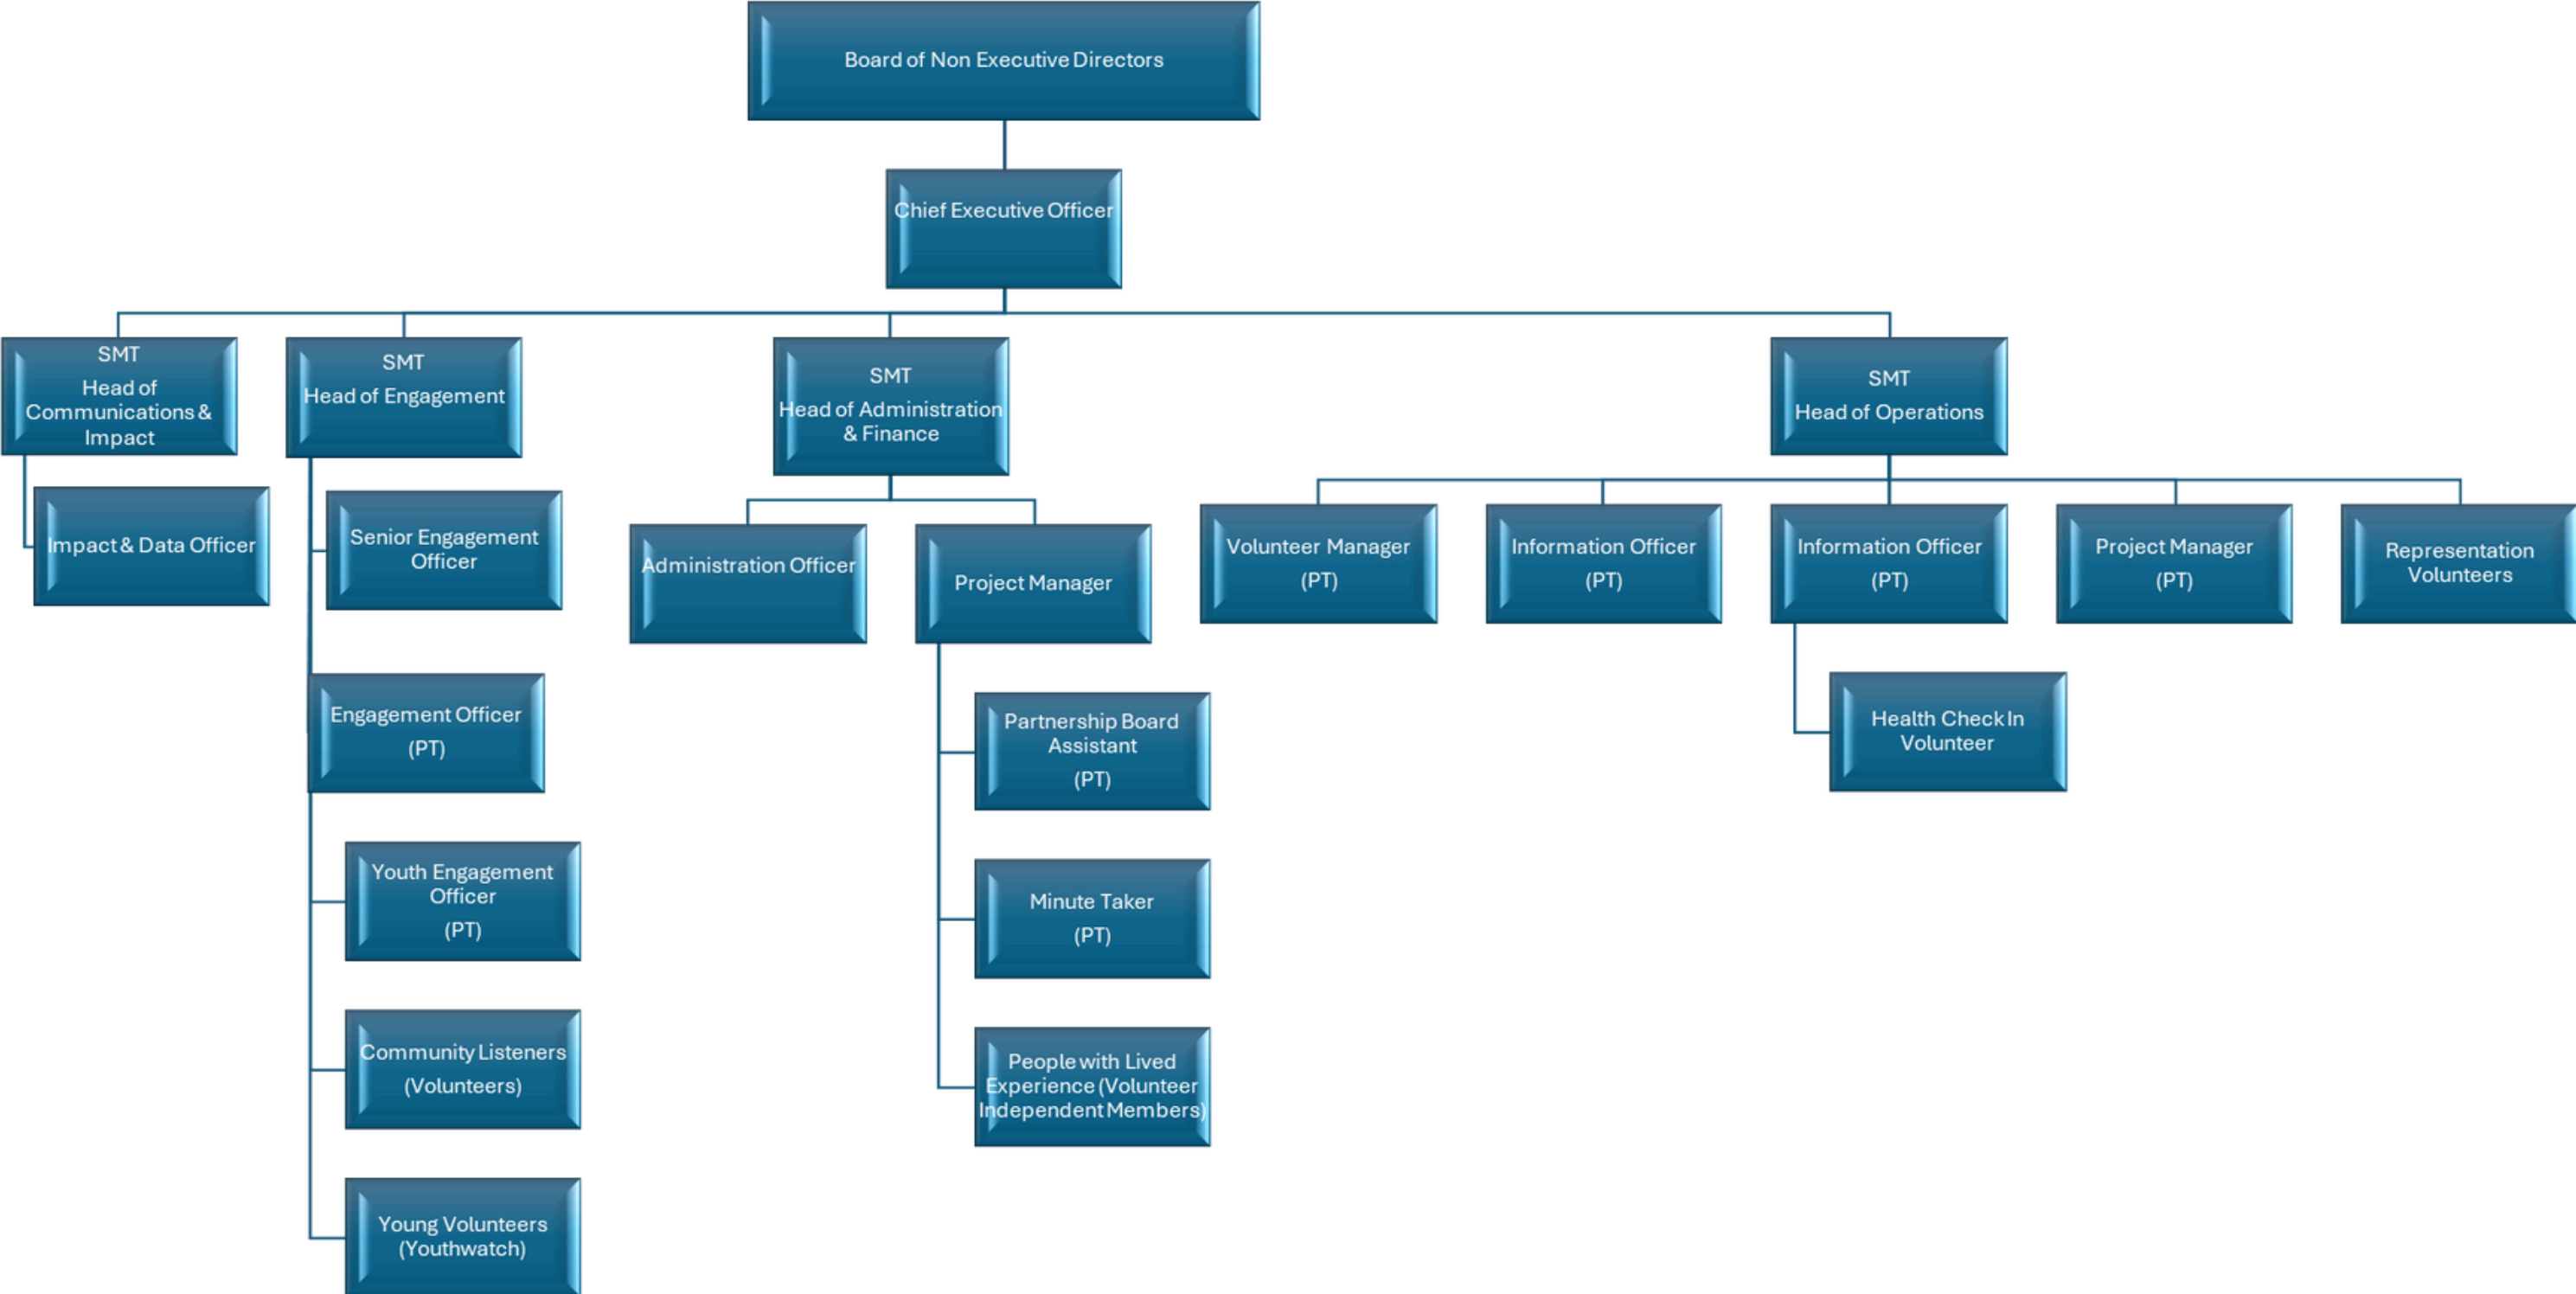 Board of Non Executive Directors
Chief Executive Officer
SMT
Head of
Communications &
Impact
SMT
Head of Engagement
SMT
Head of Administration
& Finance
SMT
Head of Operations
Impact & Data Officer
Senior Engagement
Officer
Administration Officer
Project Manager
Volunteer Manager
(PT)
Information Officer
(PT)
Information Officer
(PT)
Project Manager
(PT)
Representation
Volunteers
Engagement Officer
(PT)
Partnership Board
Assistant
(PT)
Health Check In
Volunteer
Youth Engagement
Officer
(PT)
Minute Taker
(PT)
Community Listeners
(Volunteers)
People with Lived
Experience (Volunteer
Independent Members)
Young Volunteers
(Youthwatch)